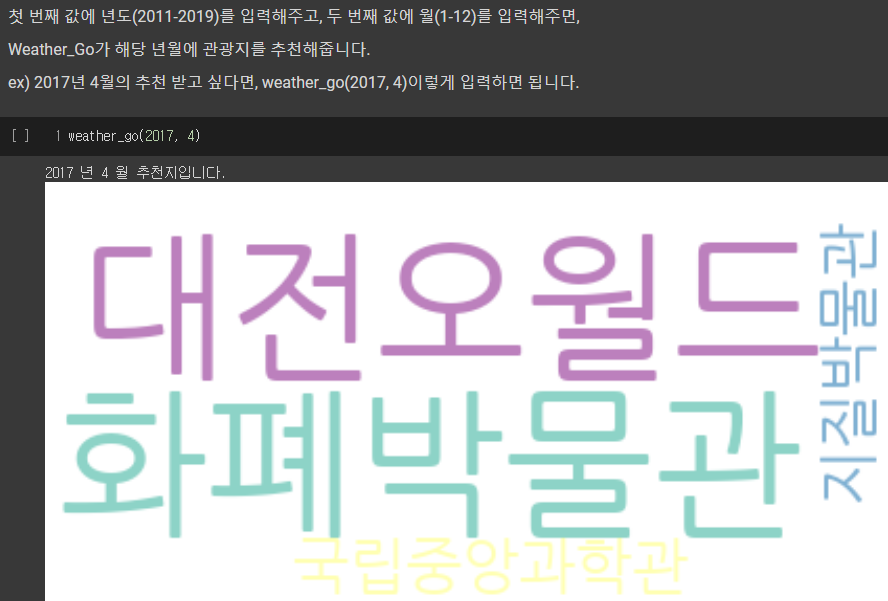 첫 번째 값에 년도(2011-2019)를 입력해주고, 두 번째 값에 월(1-12)를 입력해주면,
Weather_Go가 해당 년월에 관광지를 추천해줍니다.
ex) 2017년 4월의 추천 받고 싶다면, weather_go(2017, 4)이렇게 입력하면 됩니다.
[ ] 1 weather_go(2017, 4)
2017 년 4 월 추천지입니다.
대전오월드
지질박물관
화폐박물관
국립중앙과학관